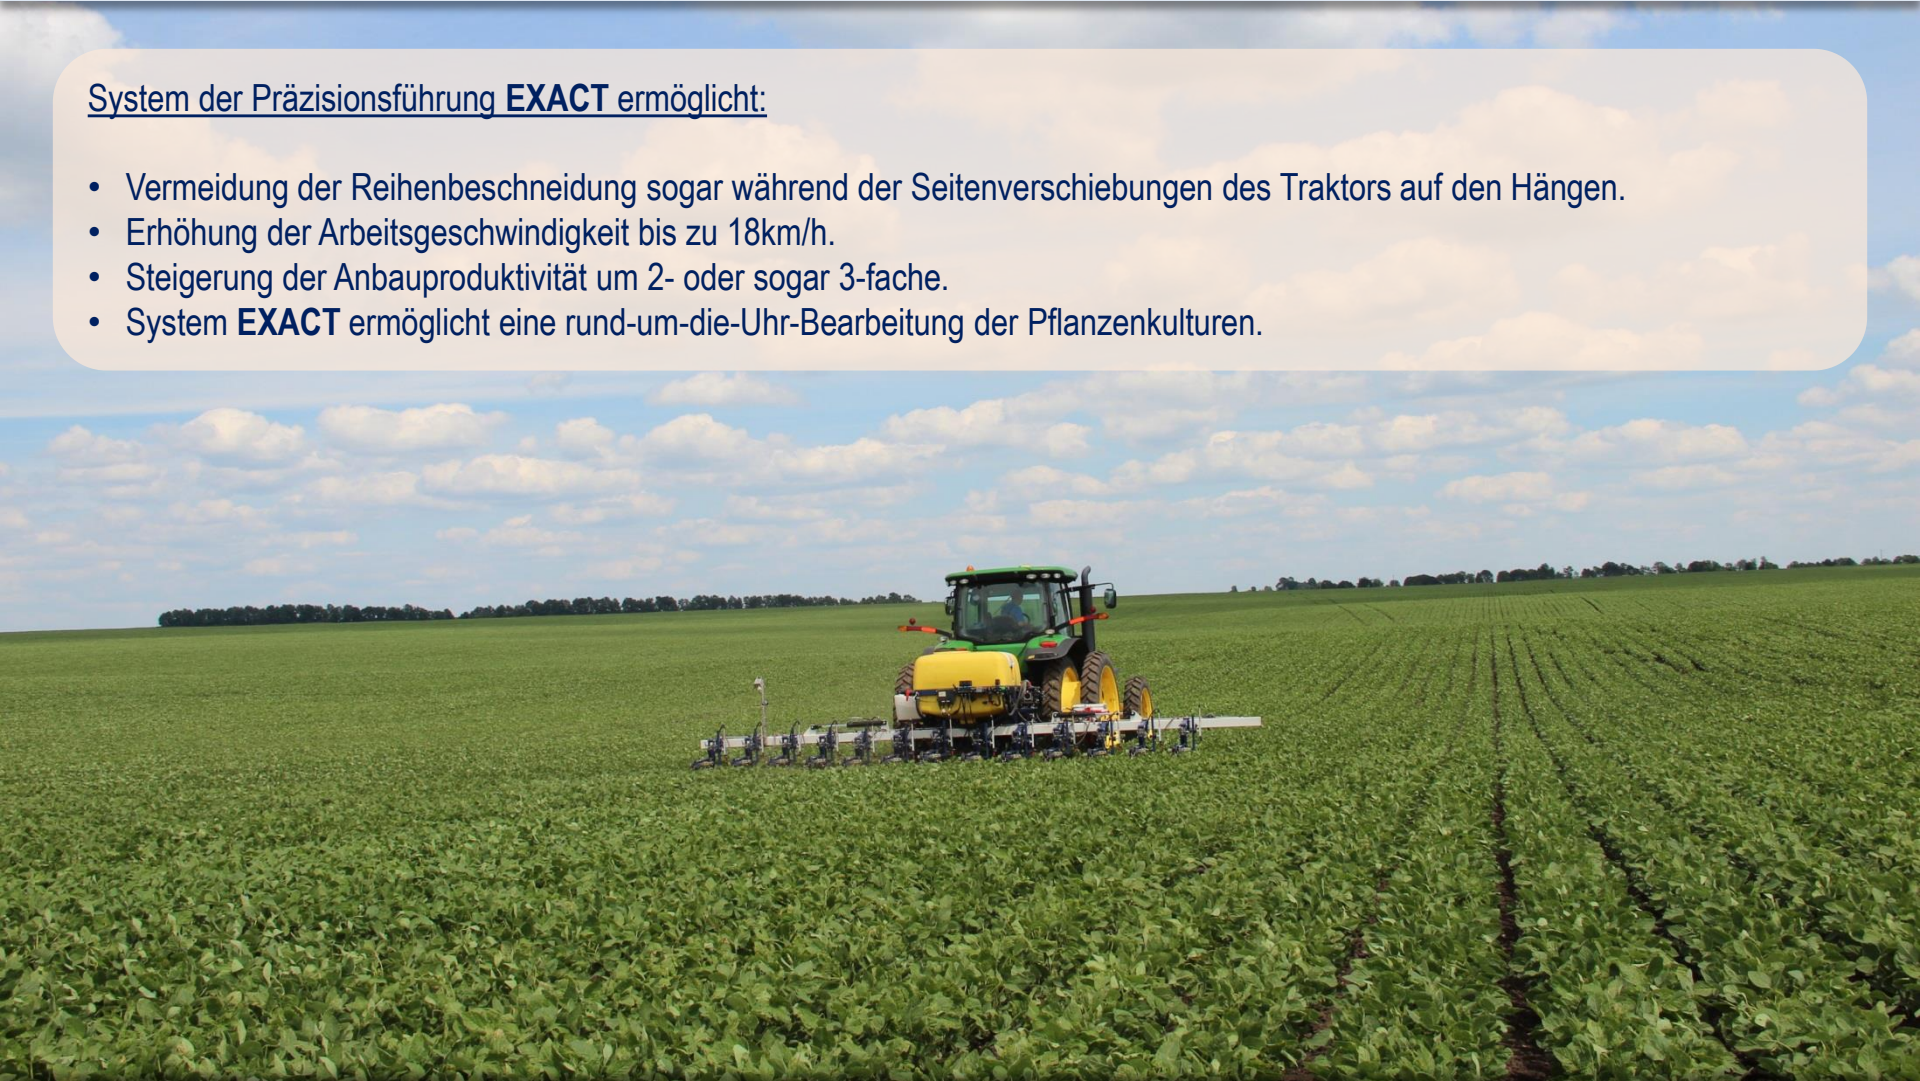 System der Präzisionsführung EXACT ermöglicht:
• Vermeidung der Reihenbeschneidung sogar während der Seitenverschiebungen des Traktors auf den Hängen.
• Erhöhung der Arbeitsgeschwindigkeit bis zu 18km/h.
• Steigerung der Anbauproduktivität um 2- oder sogar 3-fache.
• System EXACT ermöglicht eine rund-um-die-Uhr-Bearbeitung der Pflanzenkulturen.